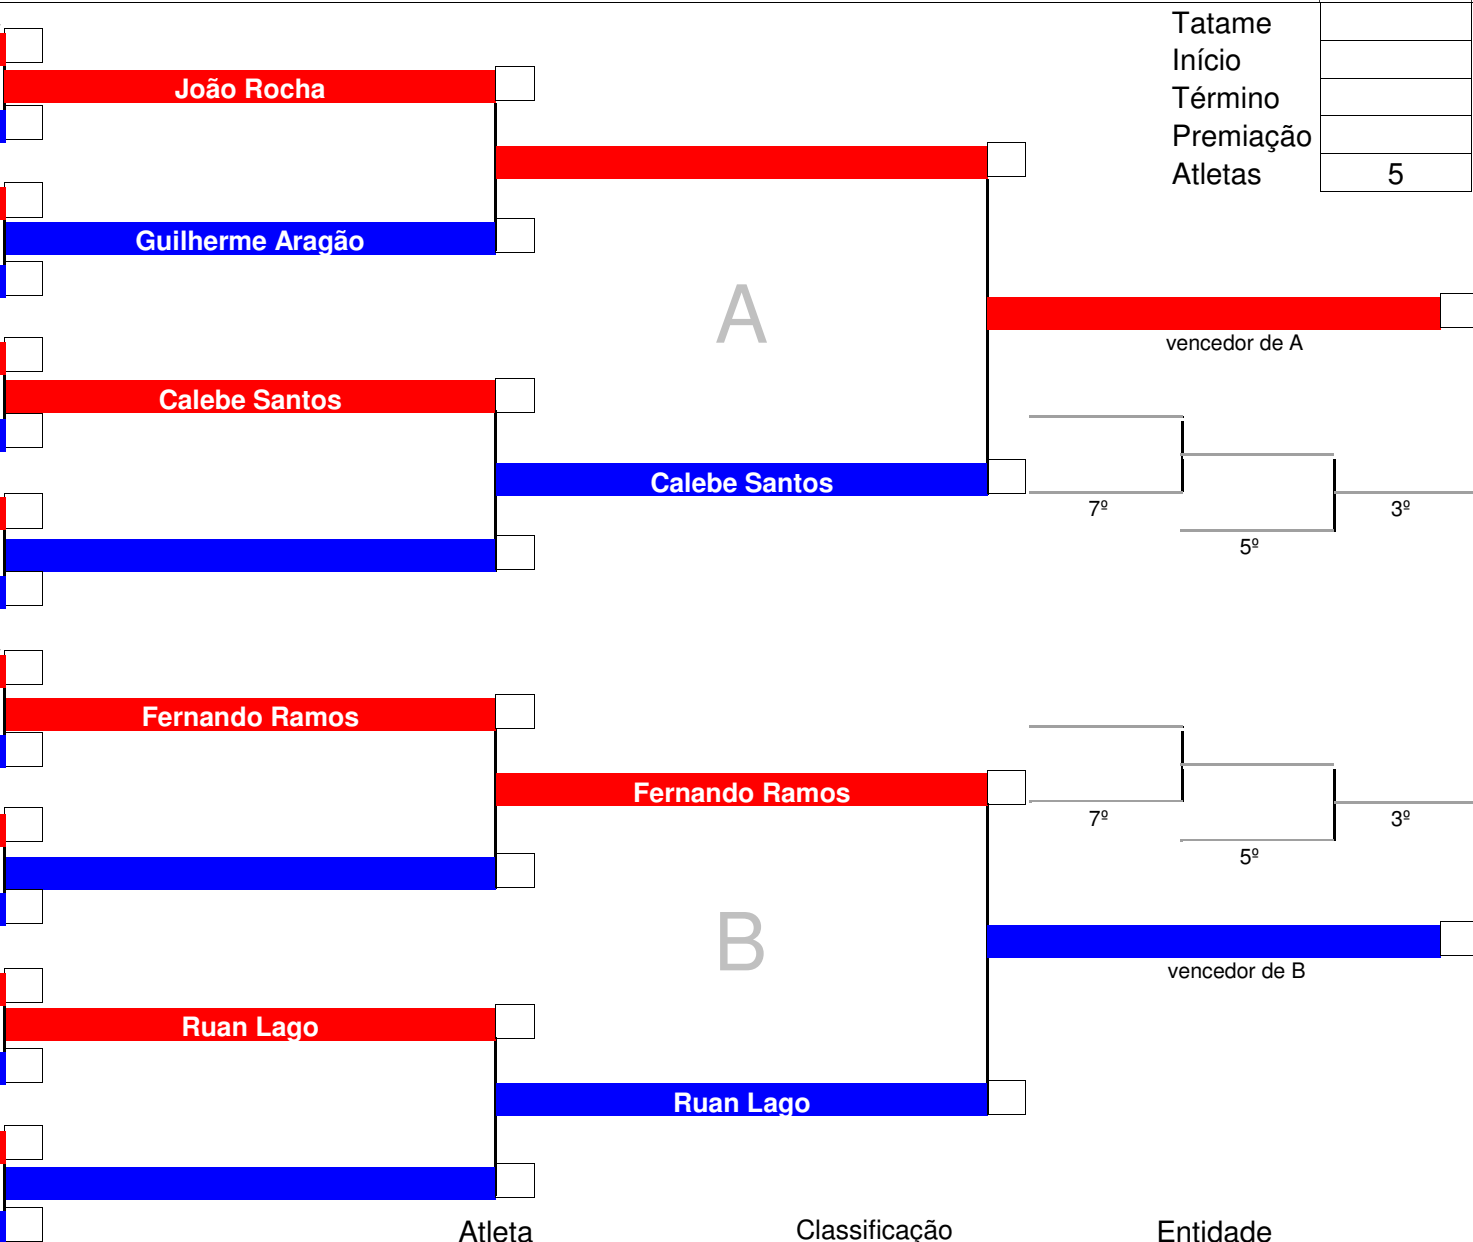 Tatame
Início
Término
Premiação
Atletas 5
João Rocha
Guilherme Aragão
A
vencedor de A
Calebe Santos
Calebe Santos
7º
3º
5º
Fernando Ramos
Fernando Ramos
7º
3º
5º
B
vencedor de B
Ruan Lago
Ruan Lago
Atleta Classificação Entidade